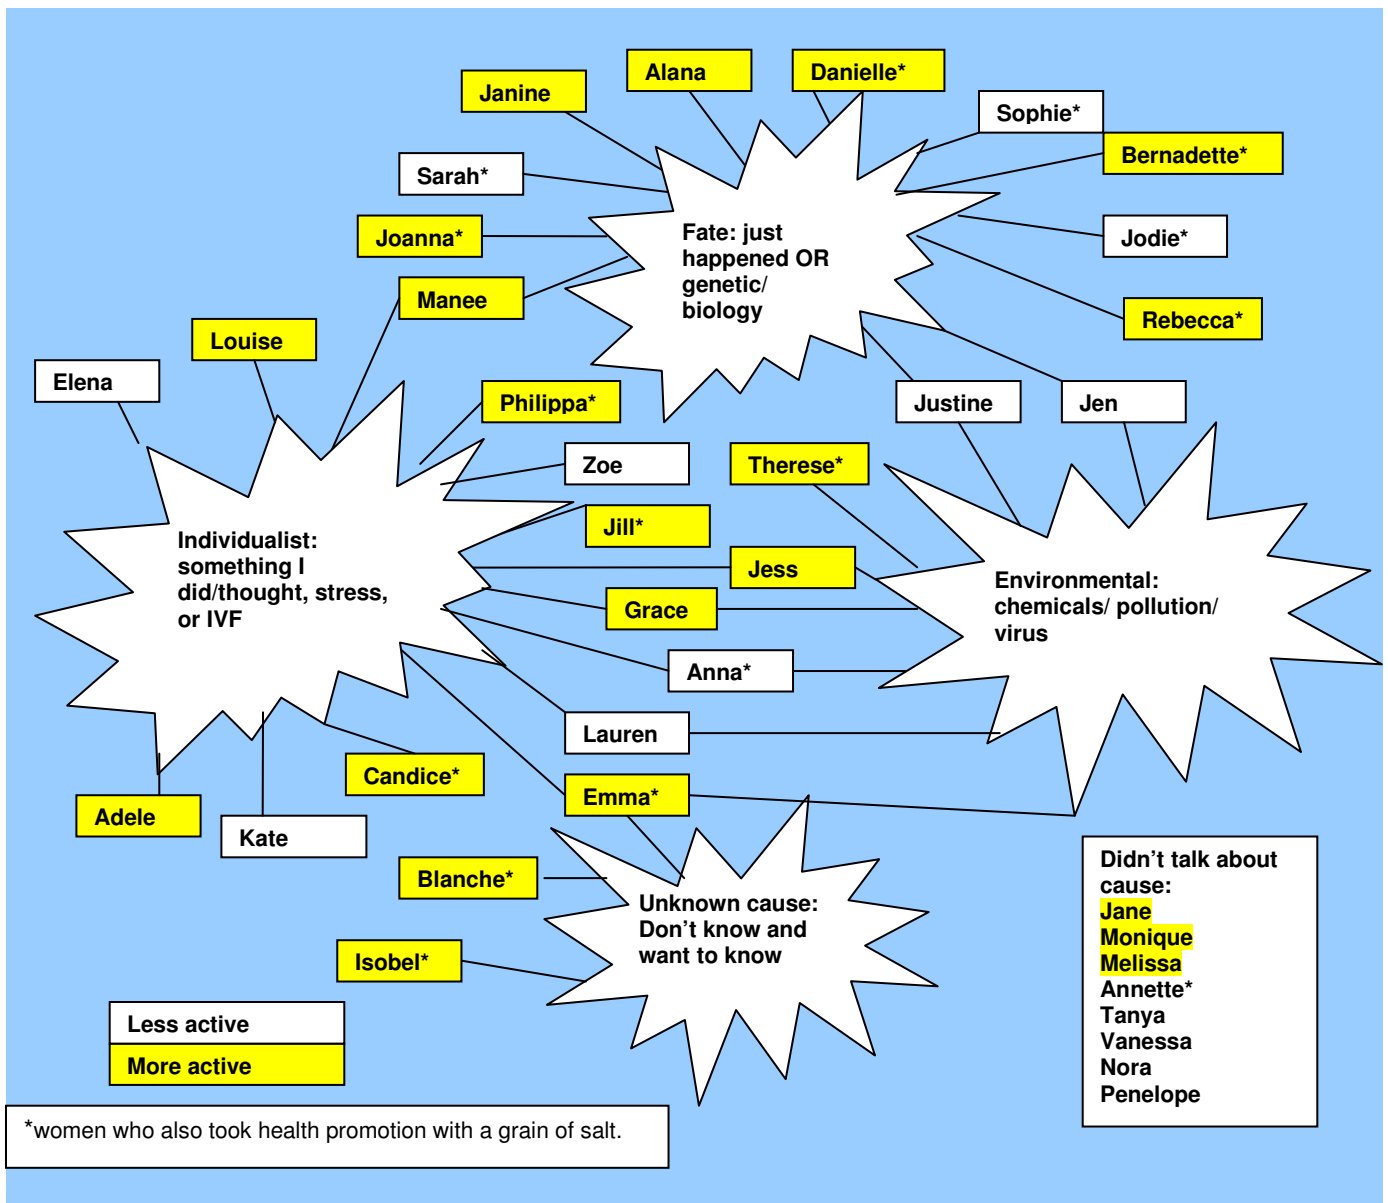 Alana
Danielle*
Janine
Sophie*
Bernadette*
Sarah*
Joanna*
Fate: just
happened OR
genetic/
biology
Jodie*
Manee
Rebecca*
Louise
Elena
Philippa*
Justine
Jen
Zoe
Therese*
Jill*
Individualist:
something I
did/thought, stress,
or IVF
Jess
Environmental:
chemicals/ pollution/
virus
Grace
Anna*
Lauren
Candice*
Emma*
Adele
Kate
Blanche*
Unknown cause:
Don't know and
want to know
Isobel*
Didn't talk about
cause:
Jane
Monique
Melissa
Annette*
Tanya
Vanessa
Nora
Penelope
Less active
More active
*women who also took health promotion with a grain of salt.